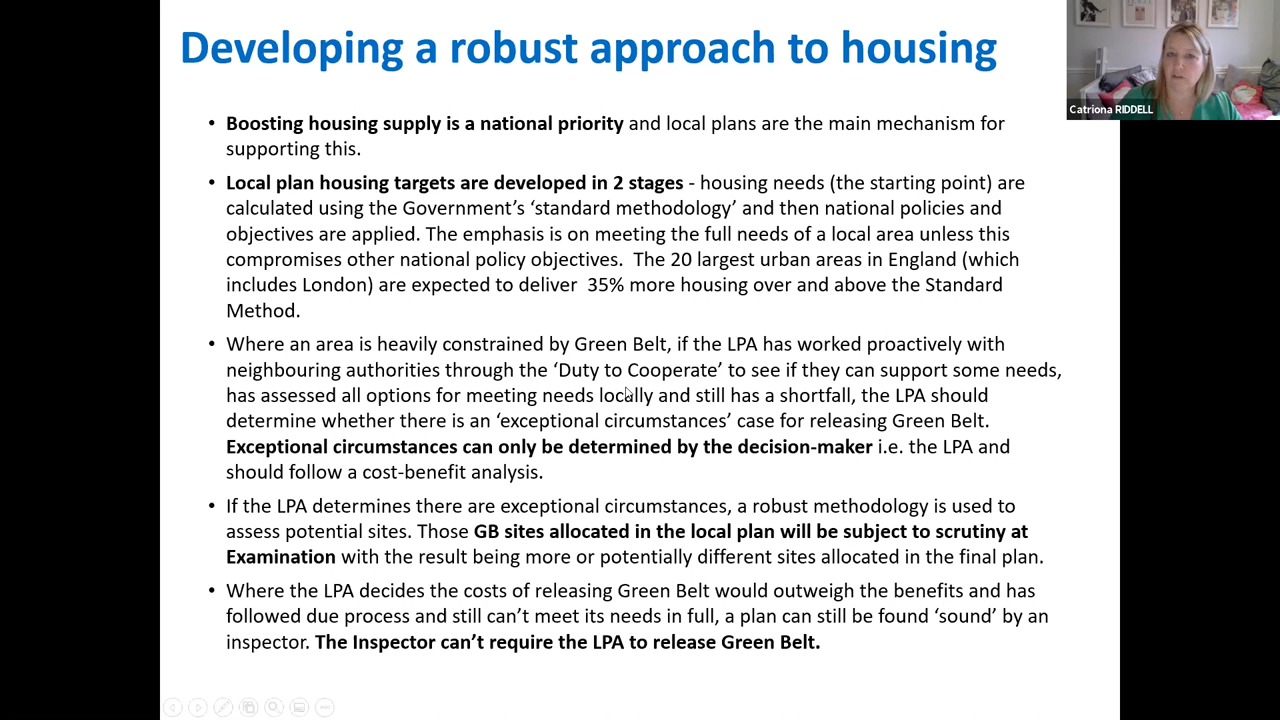 Developing a robust approach to housing
Catriona RIDDELL
• Boosting housing supply is a national priority and local plans are the main mechanism for
supporting this.
• Local plan housing targets are developed in 2 stages - housing needs (the starting point) are
calculated using the Government’s ‘standard methodology’ and then national policies and
objectives are applied. The emphasis is on meeting the full needs of a local area unless this
compromises other national policy objectives.  The 20 largest urban areas in England (which
includes London) are expected to deliver  35% more housing over and above the Standard
Method.
• Where an area is heavily constrained by Green Belt, if the LPA has worked proactively with
neighbouring authorities through the ‘Duty to Cooperate’ to see if they can support some needs,
has assessed all options for meeting needs locally and still has a shortfall, the LPA should
determine whether there is an ‘exceptional circumstances’ case for releasing Green Belt.
Exceptional circumstances can only be determined by the decision-maker i.e. the LPA and
should follow a cost-benefit analysis.
• If the LPA determines there are exceptional circumstances, a robust methodology is used to
assess potential sites. Those GB sites allocated in the local plan will be subject to scrutiny at
Examination with the result being more or potentially different sites allocated in the final plan.
• Where the LPA decides the costs of releasing Green Belt would outweigh the benefits and has
followed due process and still can’t meet its needs in full, a plan can still be found ‘sound’ by an
inspector. The Inspector can’t require the LPA to release Green Belt.